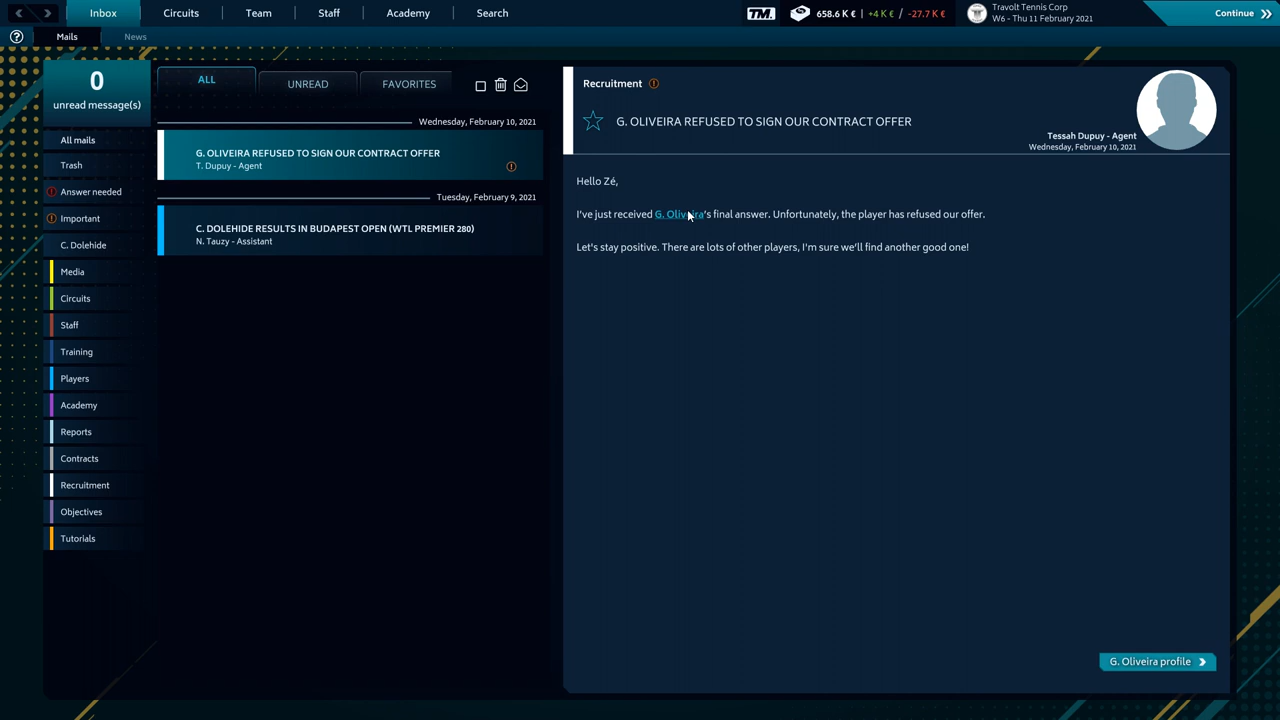 Inbox
Circuits
Team
Staff
Academy
Search
TM.
658.6 K € | +4 K € / -27.7 K €
Travolt Tennis Corp
W6 - Thu 11 February 2021
Continue
?
Mails
News
0
unread message(s)
All mails
Trash
Answer needed
Important
C. Dolehide
Media
Circuits
Staff
Training
Players
Academy
Reports
Contracts
Recruitment
Objectives
Tutorials
ALL
UNREAD
FAVORITES
Wednesday, February 10, 2021
G. OLIVEIRA REFUSED TO SIGN OUR CONTRACT OFFER
T. Dupuy - Agent
Tuesday, February 9, 2021
C. DOLEHIDE RESULTS IN BUDAPEST OPEN (WTL PREMIER 280)
N. Tauzy - Assistant
Recruitment
G. OLIVEIRA REFUSED TO SIGN OUR CONTRACT OFFER
Tessah Dupuy - Agent
Wednesday, February 10, 2021
Hello Zé,
I've just received G. Oliveira's final answer. Unfortunately, the player has refused our offer.
Let's stay positive. There are lots of other players, I'm sure we'll find another good one!
G. Oliveira profile